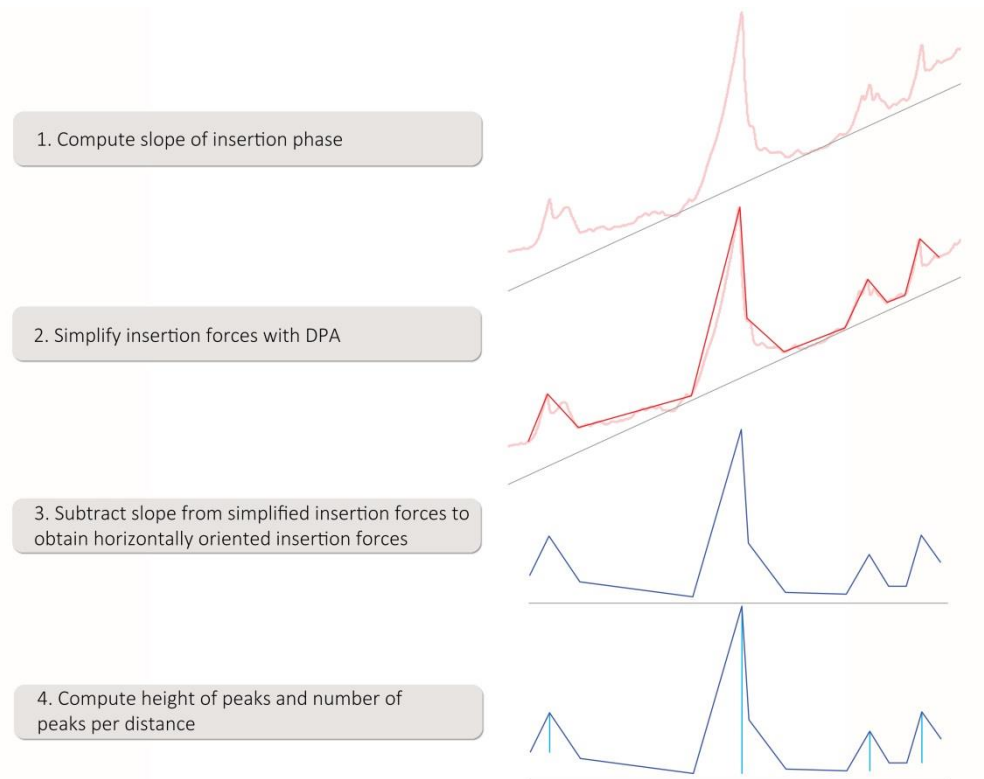 1. Compute slope of insertion phase
2. Simplify insertion forces with DPA
3. Subtract slope from simplified insertion forces to
obtain horizontally oriented insertion forces
4. Compute height of peaks and number of
peaks per distance